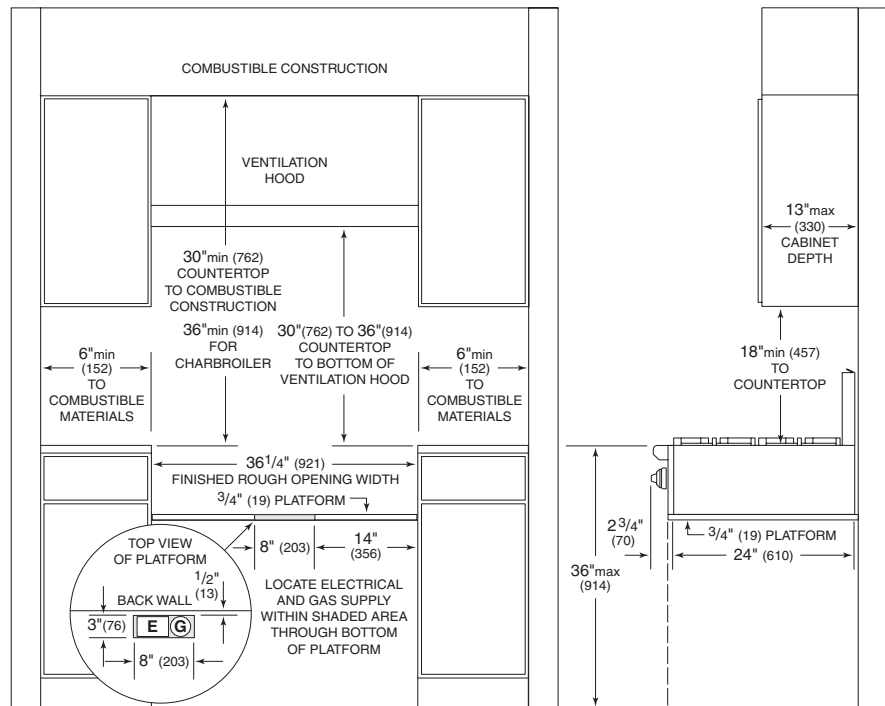 COMBUSTIBLE CONSTRUCTION
VENTILATION
HOOD
30"min (762)
COUNTERTOP
TO COMBUSTIBLE
CONSTRUCTION
36"min (914)
FOR
CHARBROILER
30"(762) TO 36"(914)
COUNTERTOP
TO BOTTOM OF
VENTILATION HOOD
6"min
(152)
TO
COMBUSTIBLE
MATERIALS
6"min
(152)
TO
COMBUSTIBLE
MATERIALS
36 1/4" (921)
FINISHED ROUGH OPENING WIDTH
3/4" (19) PLATFORM
8" (203)
14"
(356)
LOCATE ELECTRICAL
AND GAS SUPPLY
WITHIN SHADED AREA
THROUGH BOTTOM
OF PLATFORM
TOP VIEW
OF PLATFORM
1/2"
(13)
BACK WALL
3"(76)
E G
8" (203)
13"max
(330)
CABINET
DEPTH
18"min (457)
TO
COUNTERTOP
2 3/4"
(70)
3/4" (19) PLATFORM
24" (610)
36"max
(914)